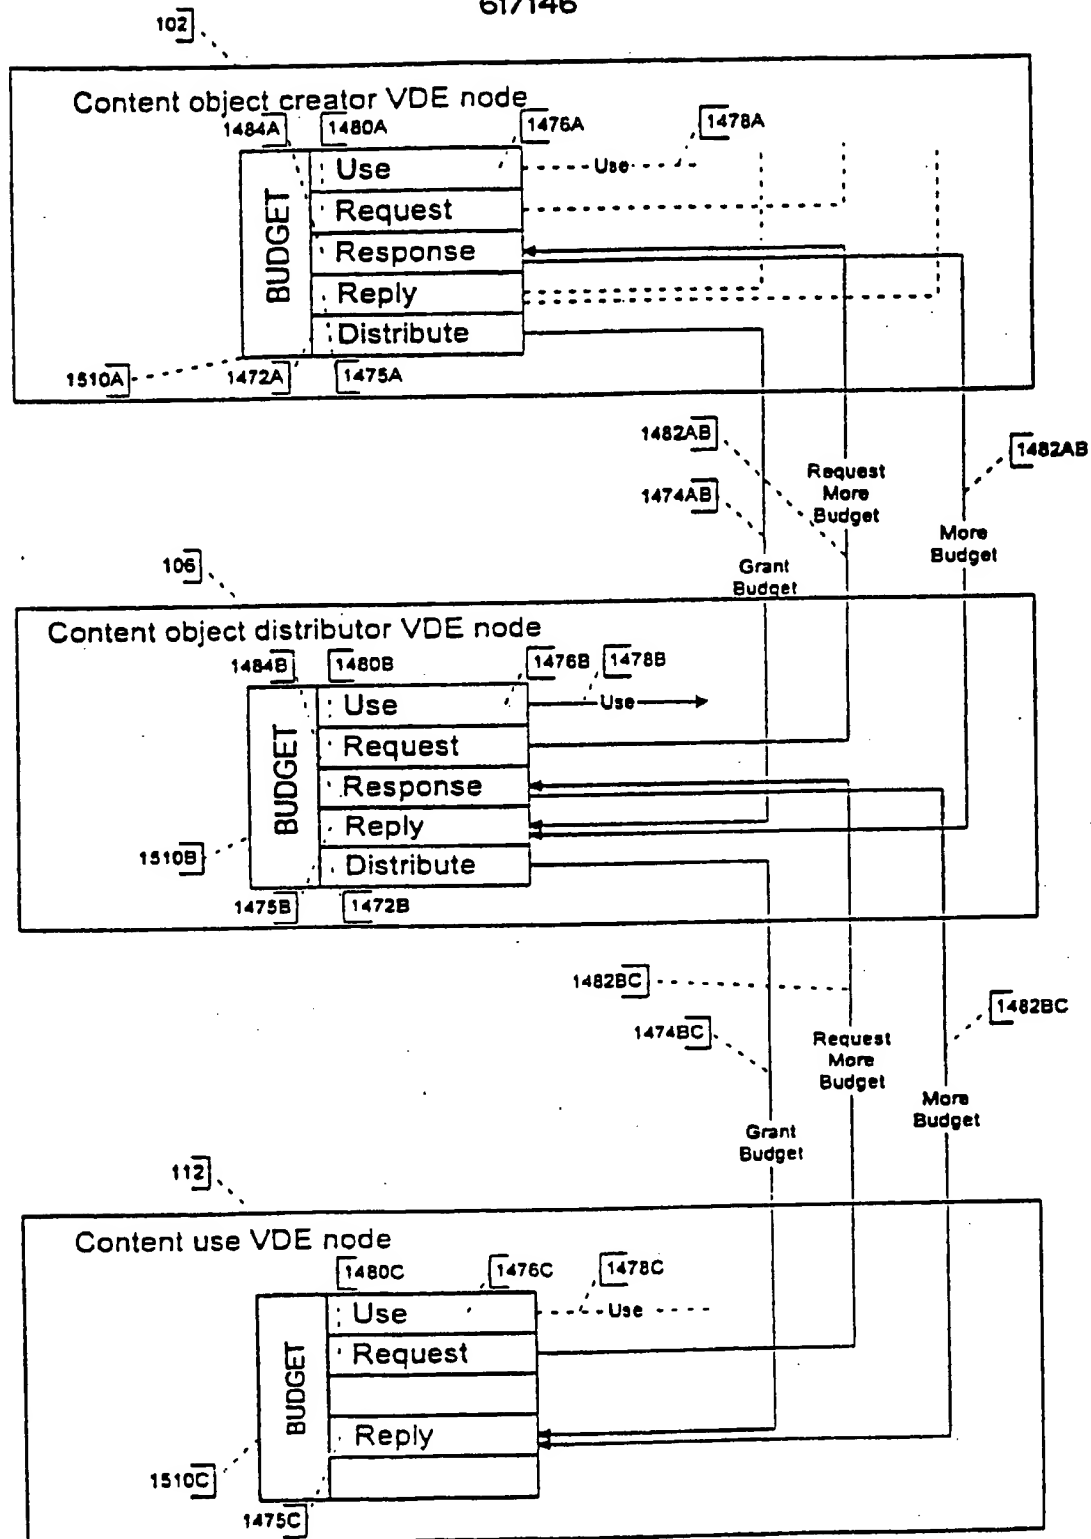 617146
102
Content object creator VDE node
1484A
1480A
1476A
1478A
BUDGET
Use
Use
Request
Response
Reply
Distribute
1510A
1472A
1475A
1482AB
1474AB
Request
More
Budget
1482AB
More
Budget
Grant
Budget
106
Content object distributor VDE node
1484B
1480B
1476B
1478B
BUDGET
Use
Use
Request
Response
Reply
Distribute
1510B
1475B
1472B
1482BC
1474BC
Request
More
Budget
1482BC
More
Budget
Grant
Budget
112
Content use VDE node
1480C
1476C
1478C
BUDGET
Use
Use
Request
Reply
1510C
1475C